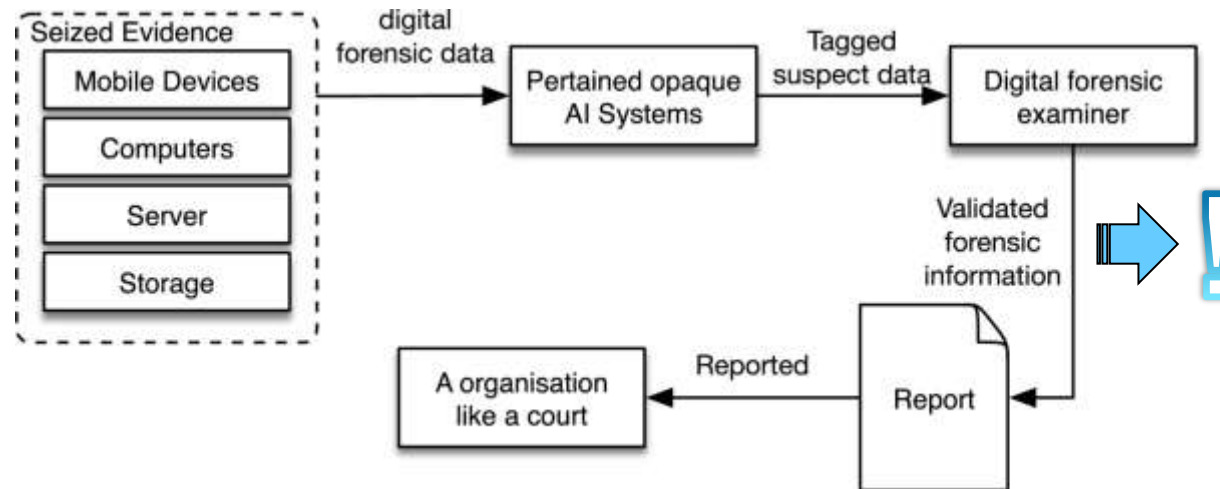 Seized Evidence
Mobile Devices
Computers
Server
Storage
digital
forensic data
Pertained opaque
AI Systems
Tagged
suspect data
Digital forensic
examiner
Validated
forensic
information
Report
Reported
A organisation
like a court